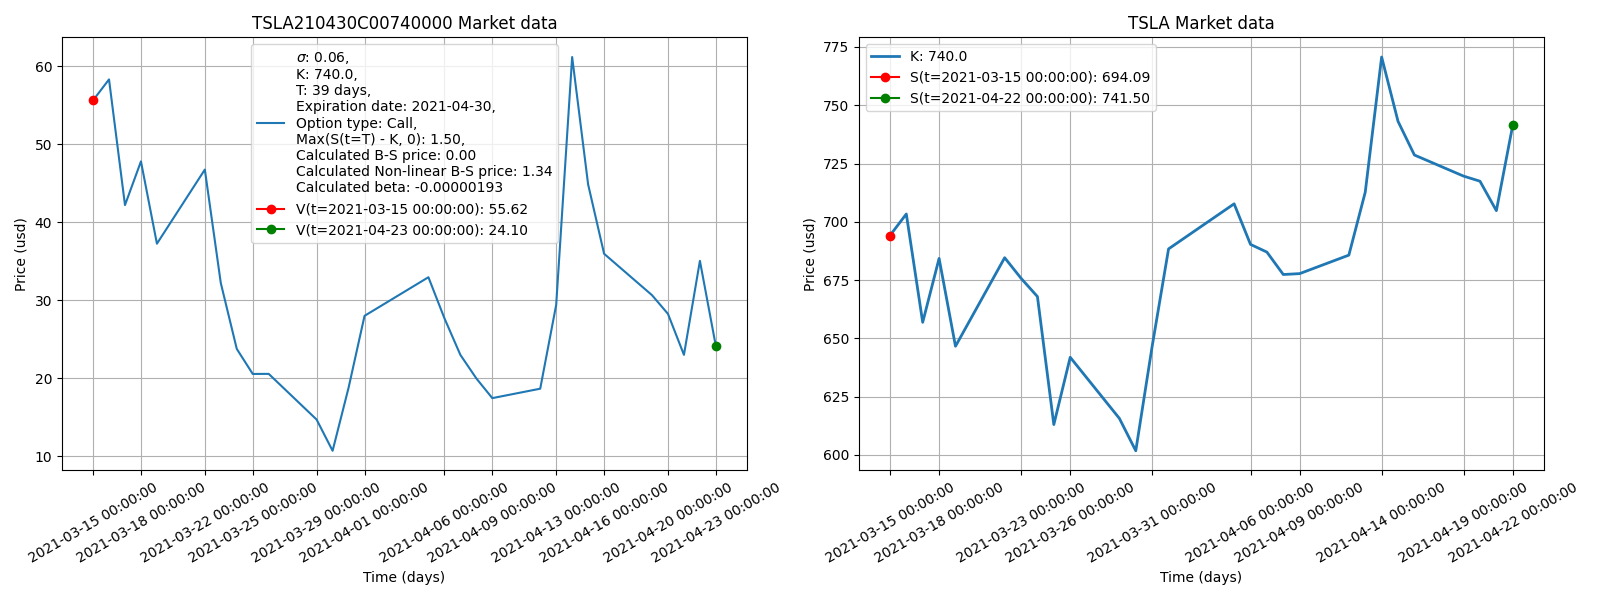 TSLA210430C00740000 Market data
σ: 0.06,
K: 740.0,
T: 39 days,
Expiration date: 2021-04-30,
Option type: Call,
Max(S(t=T) - K, 0): 1.50,
Calculated B-S price: 0.00
Calculated Non-linear B-S price: 1.34
Calculated beta: -0.00000193
V(t=2021-03-15 00:00:00): 55.62
V(t=2021-04-23 00:00:00): 24.10
Price (usd)
60
50
40
30
20
10
2021-03-15 00:00:00
2021-03-18 00:00:00
2021-03-22 00:00:00
2021-03-25 00:00:00
2021-03-29 00:00:00
2021-04-01 00:00:00
2021-04-06 00:00:00
2021-04-09 00:00:00
2021-04-13 00:00:00
2021-04-16 00:00:00
2021-04-20 00:00:00
2021-04-23 00:00:00
Time (days)
TSLA Market data
K: 740.0
S(t=2021-03-15 00:00:00): 694.09
S(t=2021-04-22 00:00:00): 741.50
Price (usd)
775
750
725
700
675
650
625
600
2021-03-15 00:00:00
2021-03-18 00:00:00
2021-03-23 00:00:00
2021-03-26 00:00:00
2021-03-31 00:00:00
2021-04-06 00:00:00
2021-04-09 00:00:00
2021-04-14 00:00:00
2021-04-19 00:00:00
2021-04-22 00:00:00
Time (days)